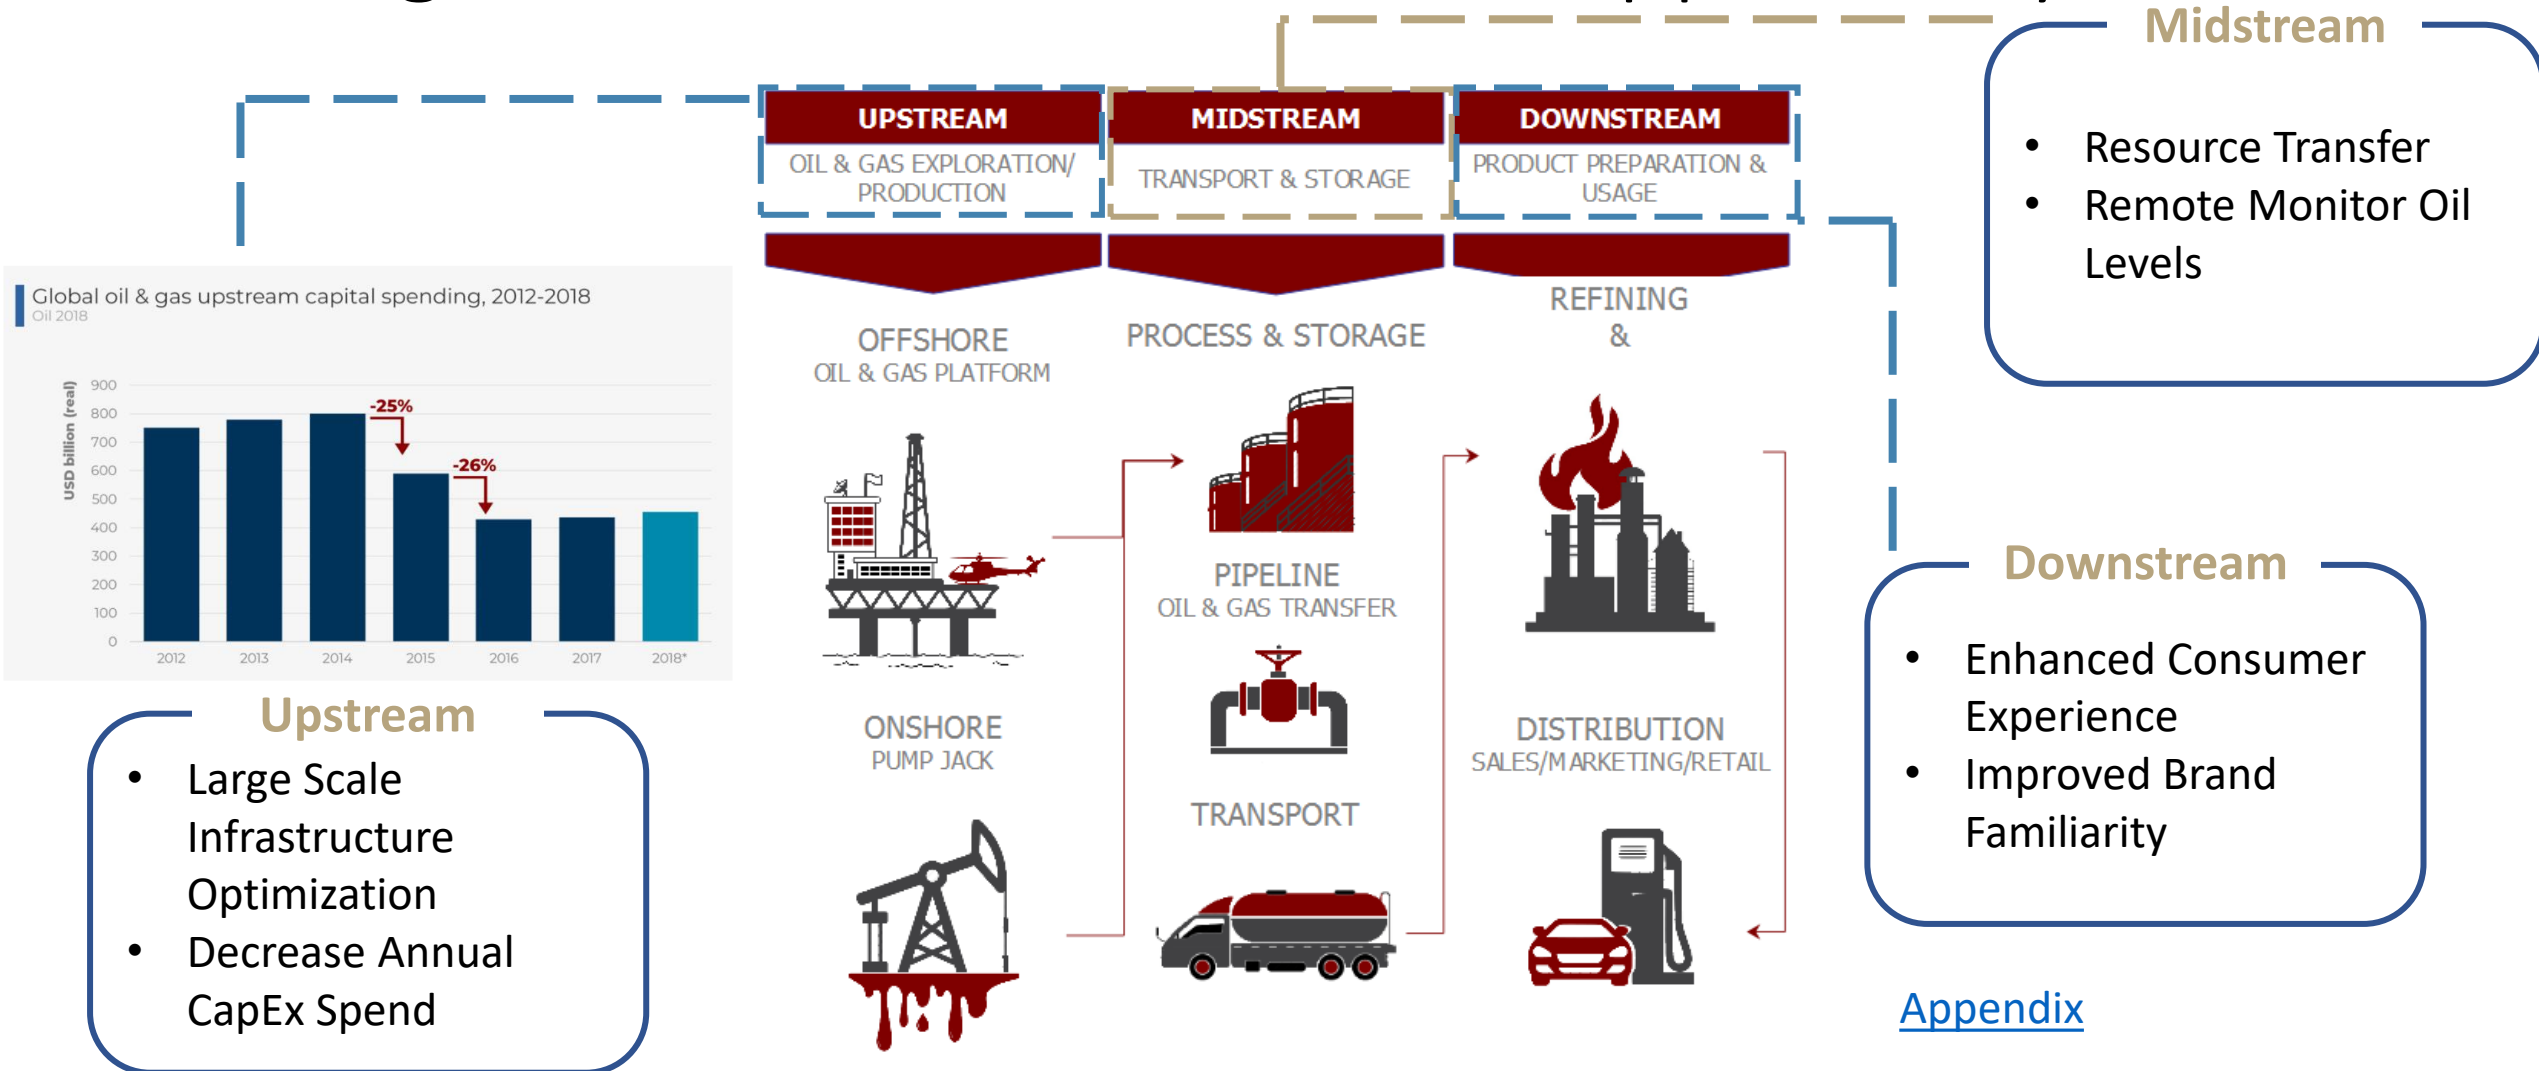 Midstream
• Resource Transfer
• Remote Monitor Oil
Levels
UPSTREAM
OIL & GAS EXPLORATION/
PRODUCTION
MIDSTREAM
TRANSPORT & STORAGE
DOWNSTREAM
PRODUCT PREPARATION &
USAGE
Global oil & gas upstream capital spending, 2012-2018
Oil 2018
USD billion (real)
900
800
700
600
500
400
300
200
100
0
-25%
-26%
2012
2013
2014
2015
2016
2017
2018*
OFFSHORE
OIL & GAS PLATFORM
ONSHORE
PUMP JACK
PROCESS & STORAGE
PIPELINE
OIL & GAS TRANSFER
TRANSPORT
REFINING
&
DISTRIBUTION
SALES/MARKETING/RETAIL
Upstream
• Large Scale
Infrastructure
Optimization
• Decrease Annual
CapEx Spend
Downstream
• Enhanced Consumer
Experience
• Improved Brand
Familiarity
Appendix